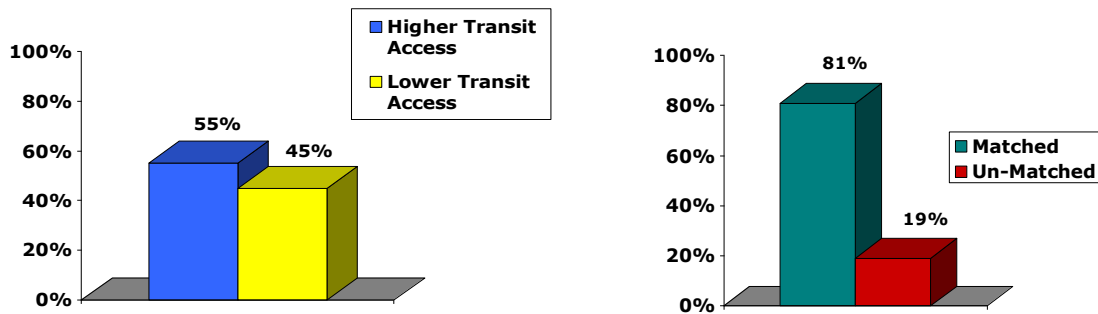 Higher Transit
Access
Lower Transit
Access
100%
80%
60%
40%
20%
0%
55%
45%
100%
80%
60%
40%
20%
0%
81%
19%
Matched
Un-Matched